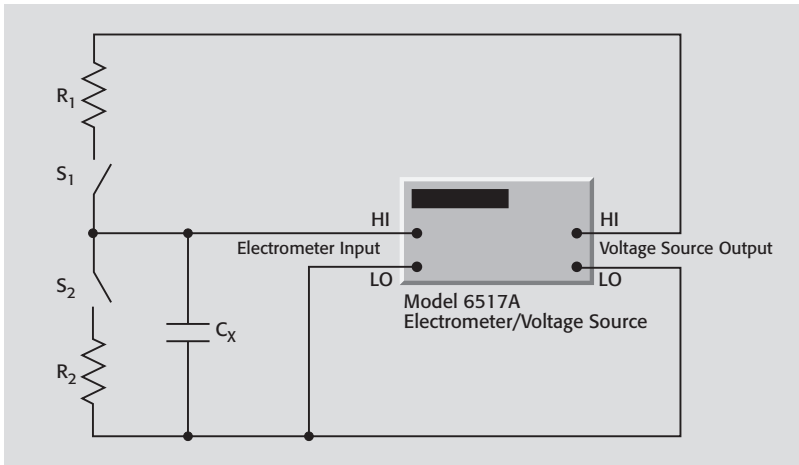 R1
S1
HI
HI
Electrometer Input
Voltage Source Output
LO
LO
S2
Model 6517A
Electrometer/Voltage Source
CX
R2